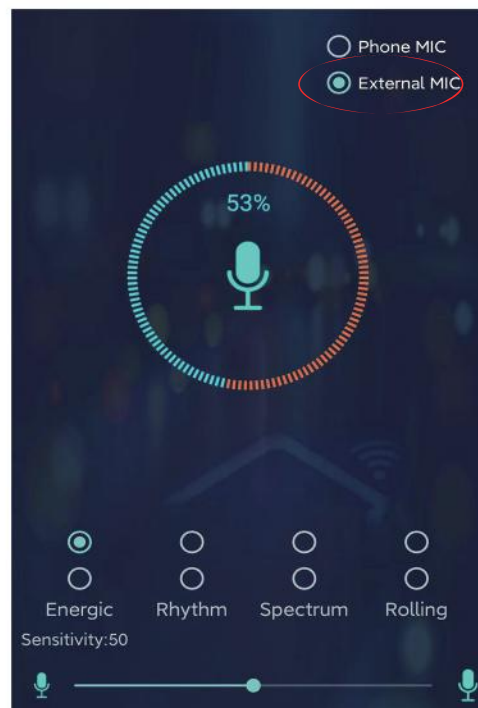 Phone MIC
External MIC
53%
Energic Rhythm Spectrum Rolling
Sensitivity:50